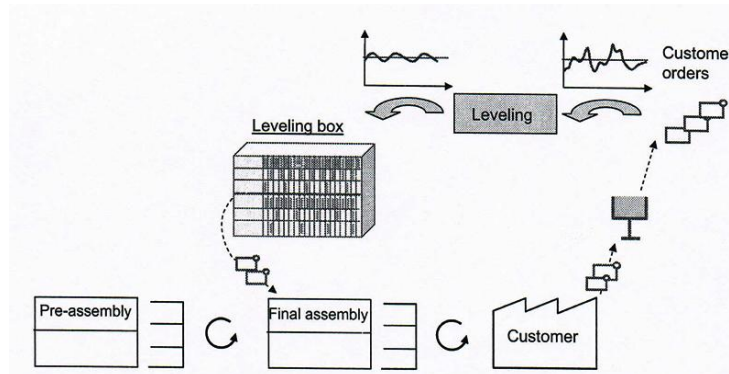 Custome
orders
Leveling
Leveling box
Pre-assembly
Final assembly
Customer